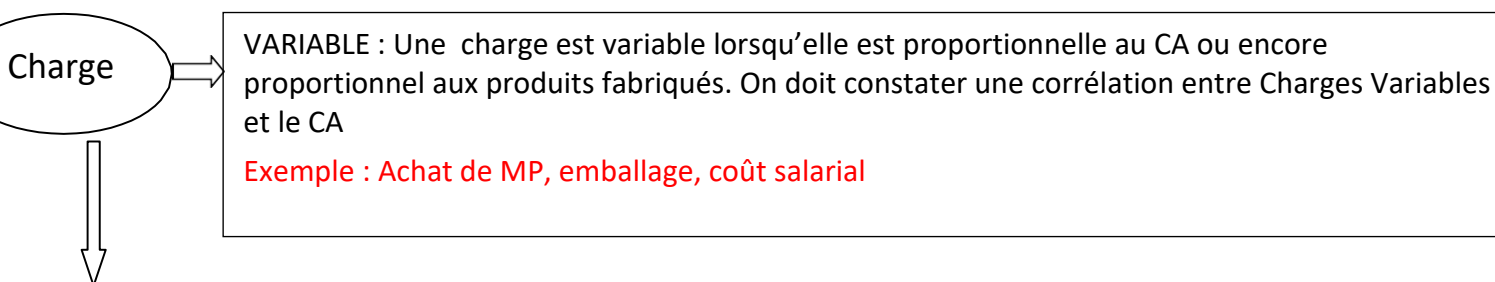 Charge
VARIABLE : Une charge est variable lorsqu’elle est proportionnelle au CA ou encore
proportionnel aux produits fabriqués. On doit constater une corrélation entre Charges Variables
et le CA
Exemple : Achat de MP, emballage, coût salarial